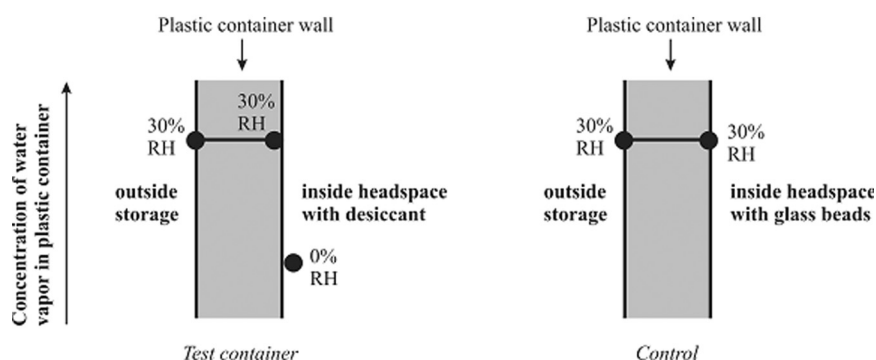 Plastic container wall
Plastic container wall
Concentration of water
vapor in plastic container
30%
RH
30%
RH
outside
storage
inside headspace
with desiccant
0%
RH
Test container
30%
RH
30%
RH
outside
storage
inside headspace
with glass beads
Control